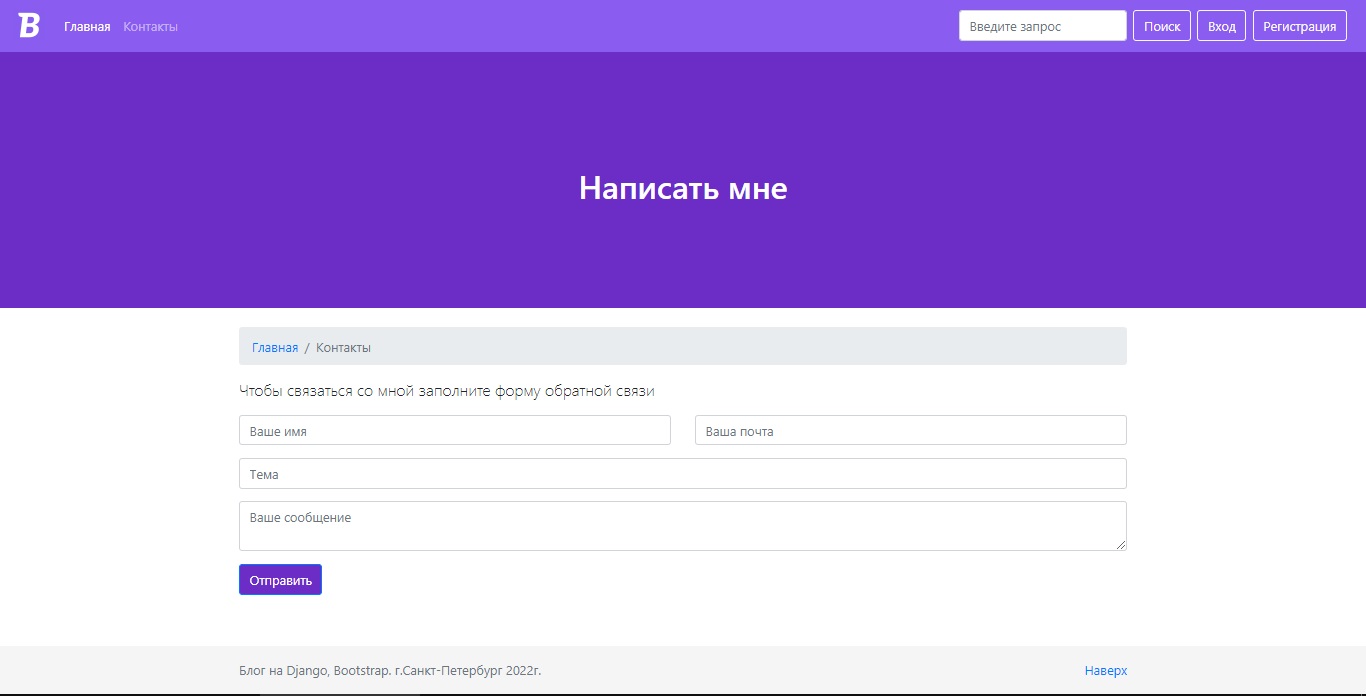 B Главная Контакты Введите запрос Поиск Вход Регистрация
Написать мне
Главная / Контакты
Чтобы связаться со мной заполните форму обратной связи
Ваше имя Ваша почта
Тема
Ваше сообщение
Отправить
Блог на Django, Bootstrap. г.Санкт-Петербург 2022г. Наверх